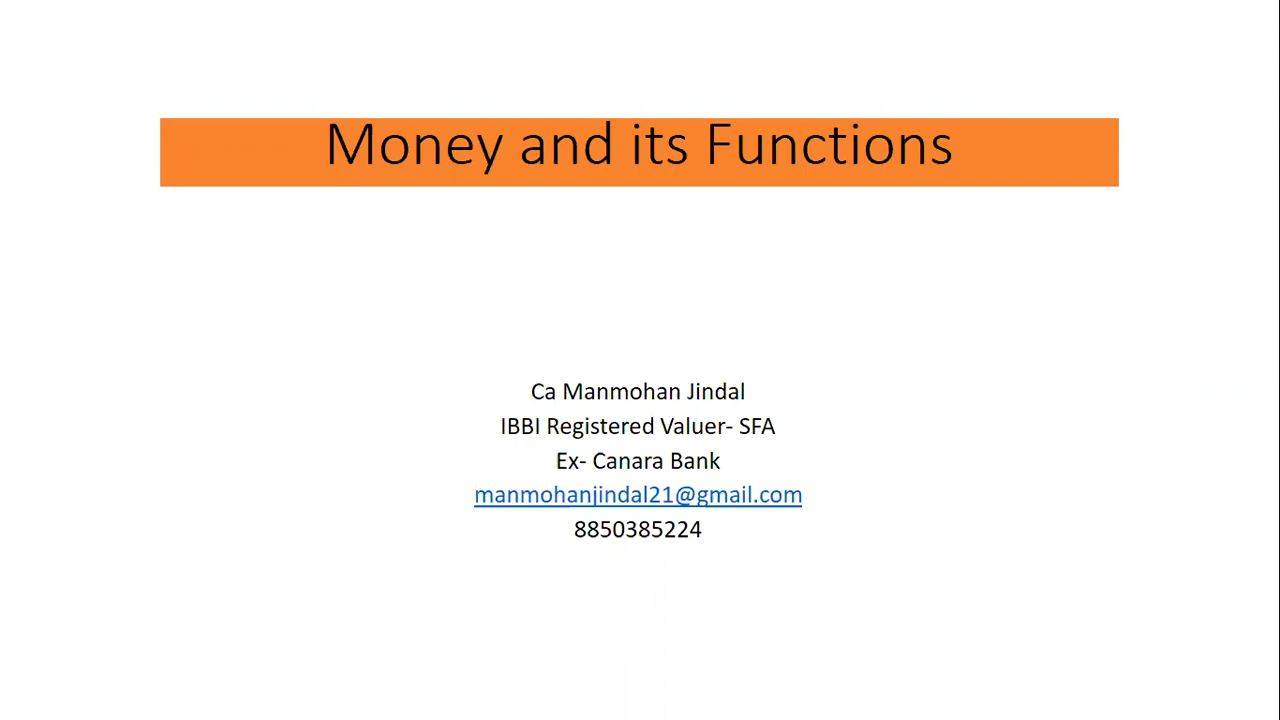 Money and its Functions
Ca Manmohan Jindal
IBBI Registered Valuer- SFA
Ex- Canara Bank
manmohanjindal21@gmail.com
8850385224